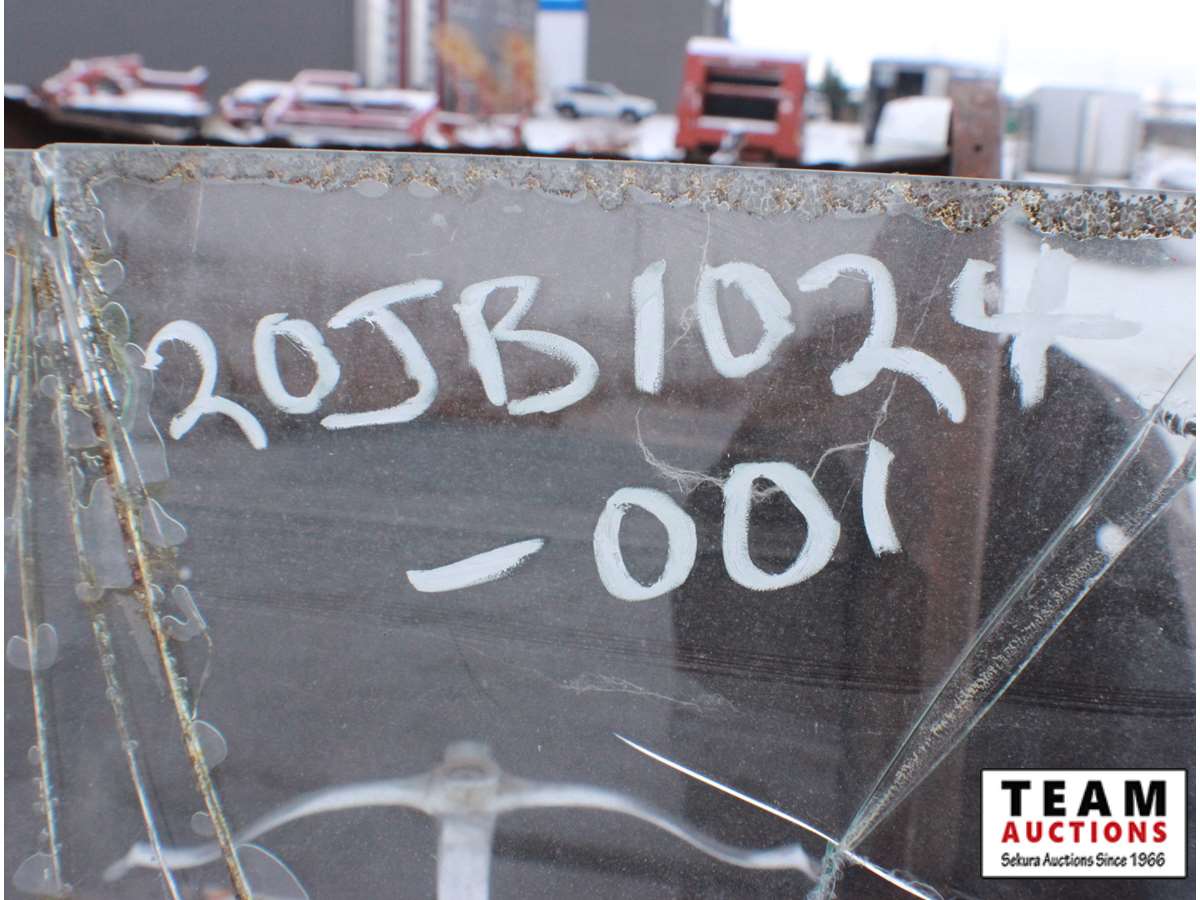 20JB1024
-001
TEAM
AUCTIONS
Sekura Auctions Since 1966